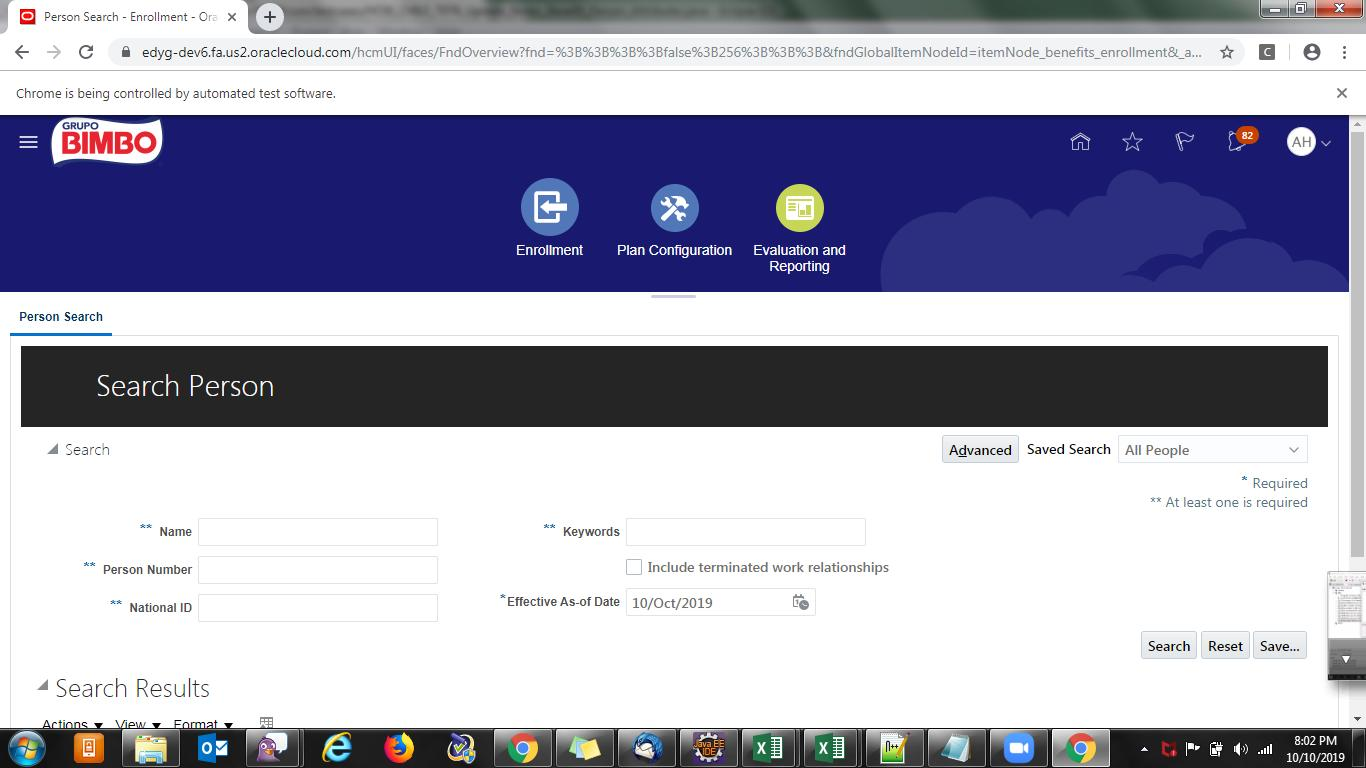 Person Search - Enrollment - Ora
edyg-dev6.fa.us2.oraclecloud.com/hcmUI/faces/FndOverview?fnd=%3B%3B%3B%3Bfalse%3B256%3B%3B%3B&fndGlobalItemNodeId=itemNode_benefits_enrollment&_a...
C
Chrome is being controlled by automated test software.
GRUPO
BIMBO
82
AH
Enrollment
Plan Configuration
Evaluation and
Reporting
Person Search
Search Person
Search
Advanced
Saved Search
All People
* Required
** At least one is required
** Name
** Keywords
** Person Number
Include terminated work relationships
** National ID
*Effective As-of Date
10/Oct/2019
Search
Reset
Save...
Search Results
Actions
View
Format
Java EE
IDE
8:02 PM
10/10/2019